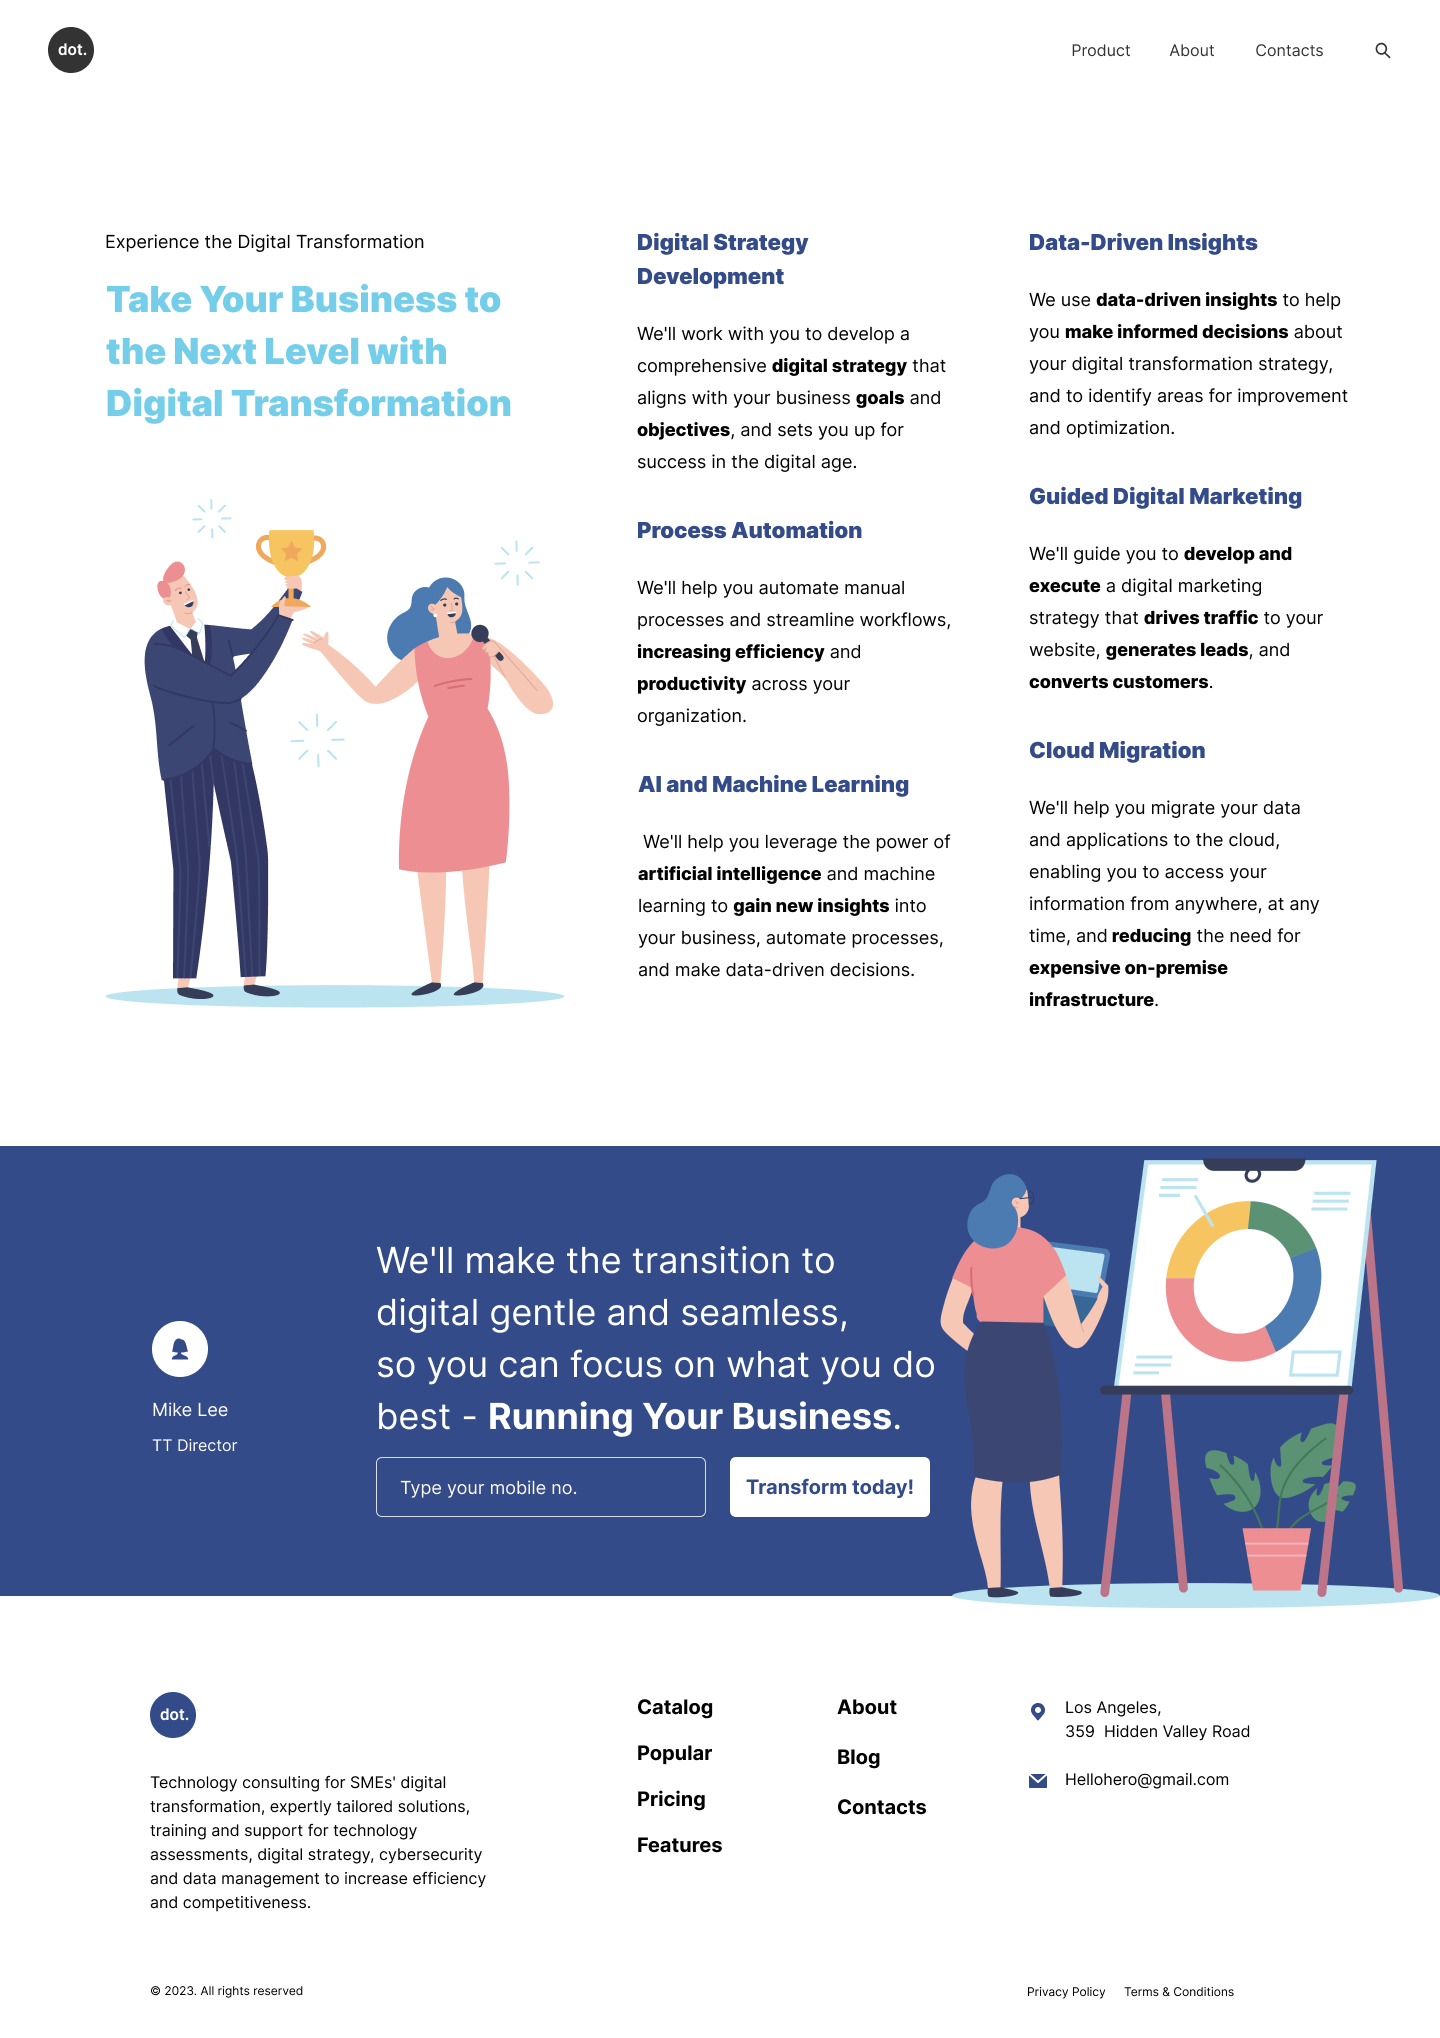 dot.
Product
About
Contacts
Experience the Digital Transformation
Take Your Business to
the Next Level with
Digital Transformation
Digital Strategy
Development
We'll work with you to develop a
comprehensive digital strategy that
aligns with your business goals and
objectives, and sets you up for
success in the digital age.
Process Automation
We'll help you automate manual
processes and streamline workflows,
increasing efficiency and
productivity across your
organization.
AI and Machine Learning
We'll help you leverage the power of
artificial intelligence and machine
learning to gain new insights into
your business, automate processes,
and make data-driven decisions.
Data-Driven Insights
We use data-driven insights to help
you make informed decisions about
your digital transformation strategy,
and to identify areas for improvement
and optimization.
Guided Digital Marketing
We'll guide you to develop and
execute a digital marketing
strategy that drives traffic to your
website, generates leads, and
converts customers.
Cloud Migration
We'll help you migrate your data
and applications to the cloud,
enabling you to access your
information from anywhere, at any
time, and reducing the need for
expensive on-premise
infrastructure.
Mike Lee
TT Director
We'll make the transition to
digital gentle and seamless,
so you can focus on what you do
best - Running Your Business.
Type your mobile no.
Transform today!
dot.
Technology consulting for SMEs' digital
transformation, expertly tailored solutions,
training and support for technology
assessments, digital strategy, cybersecurity
and data management to increase efficiency
and competitiveness.
Catalog
Popular
Pricing
Features
About
Blog
Contacts
Los Angeles,
359  Hidden Valley Road
Hellohero@gmail.com
© 2023. All rights reserved
Privacy Policy
Terms & Conditions